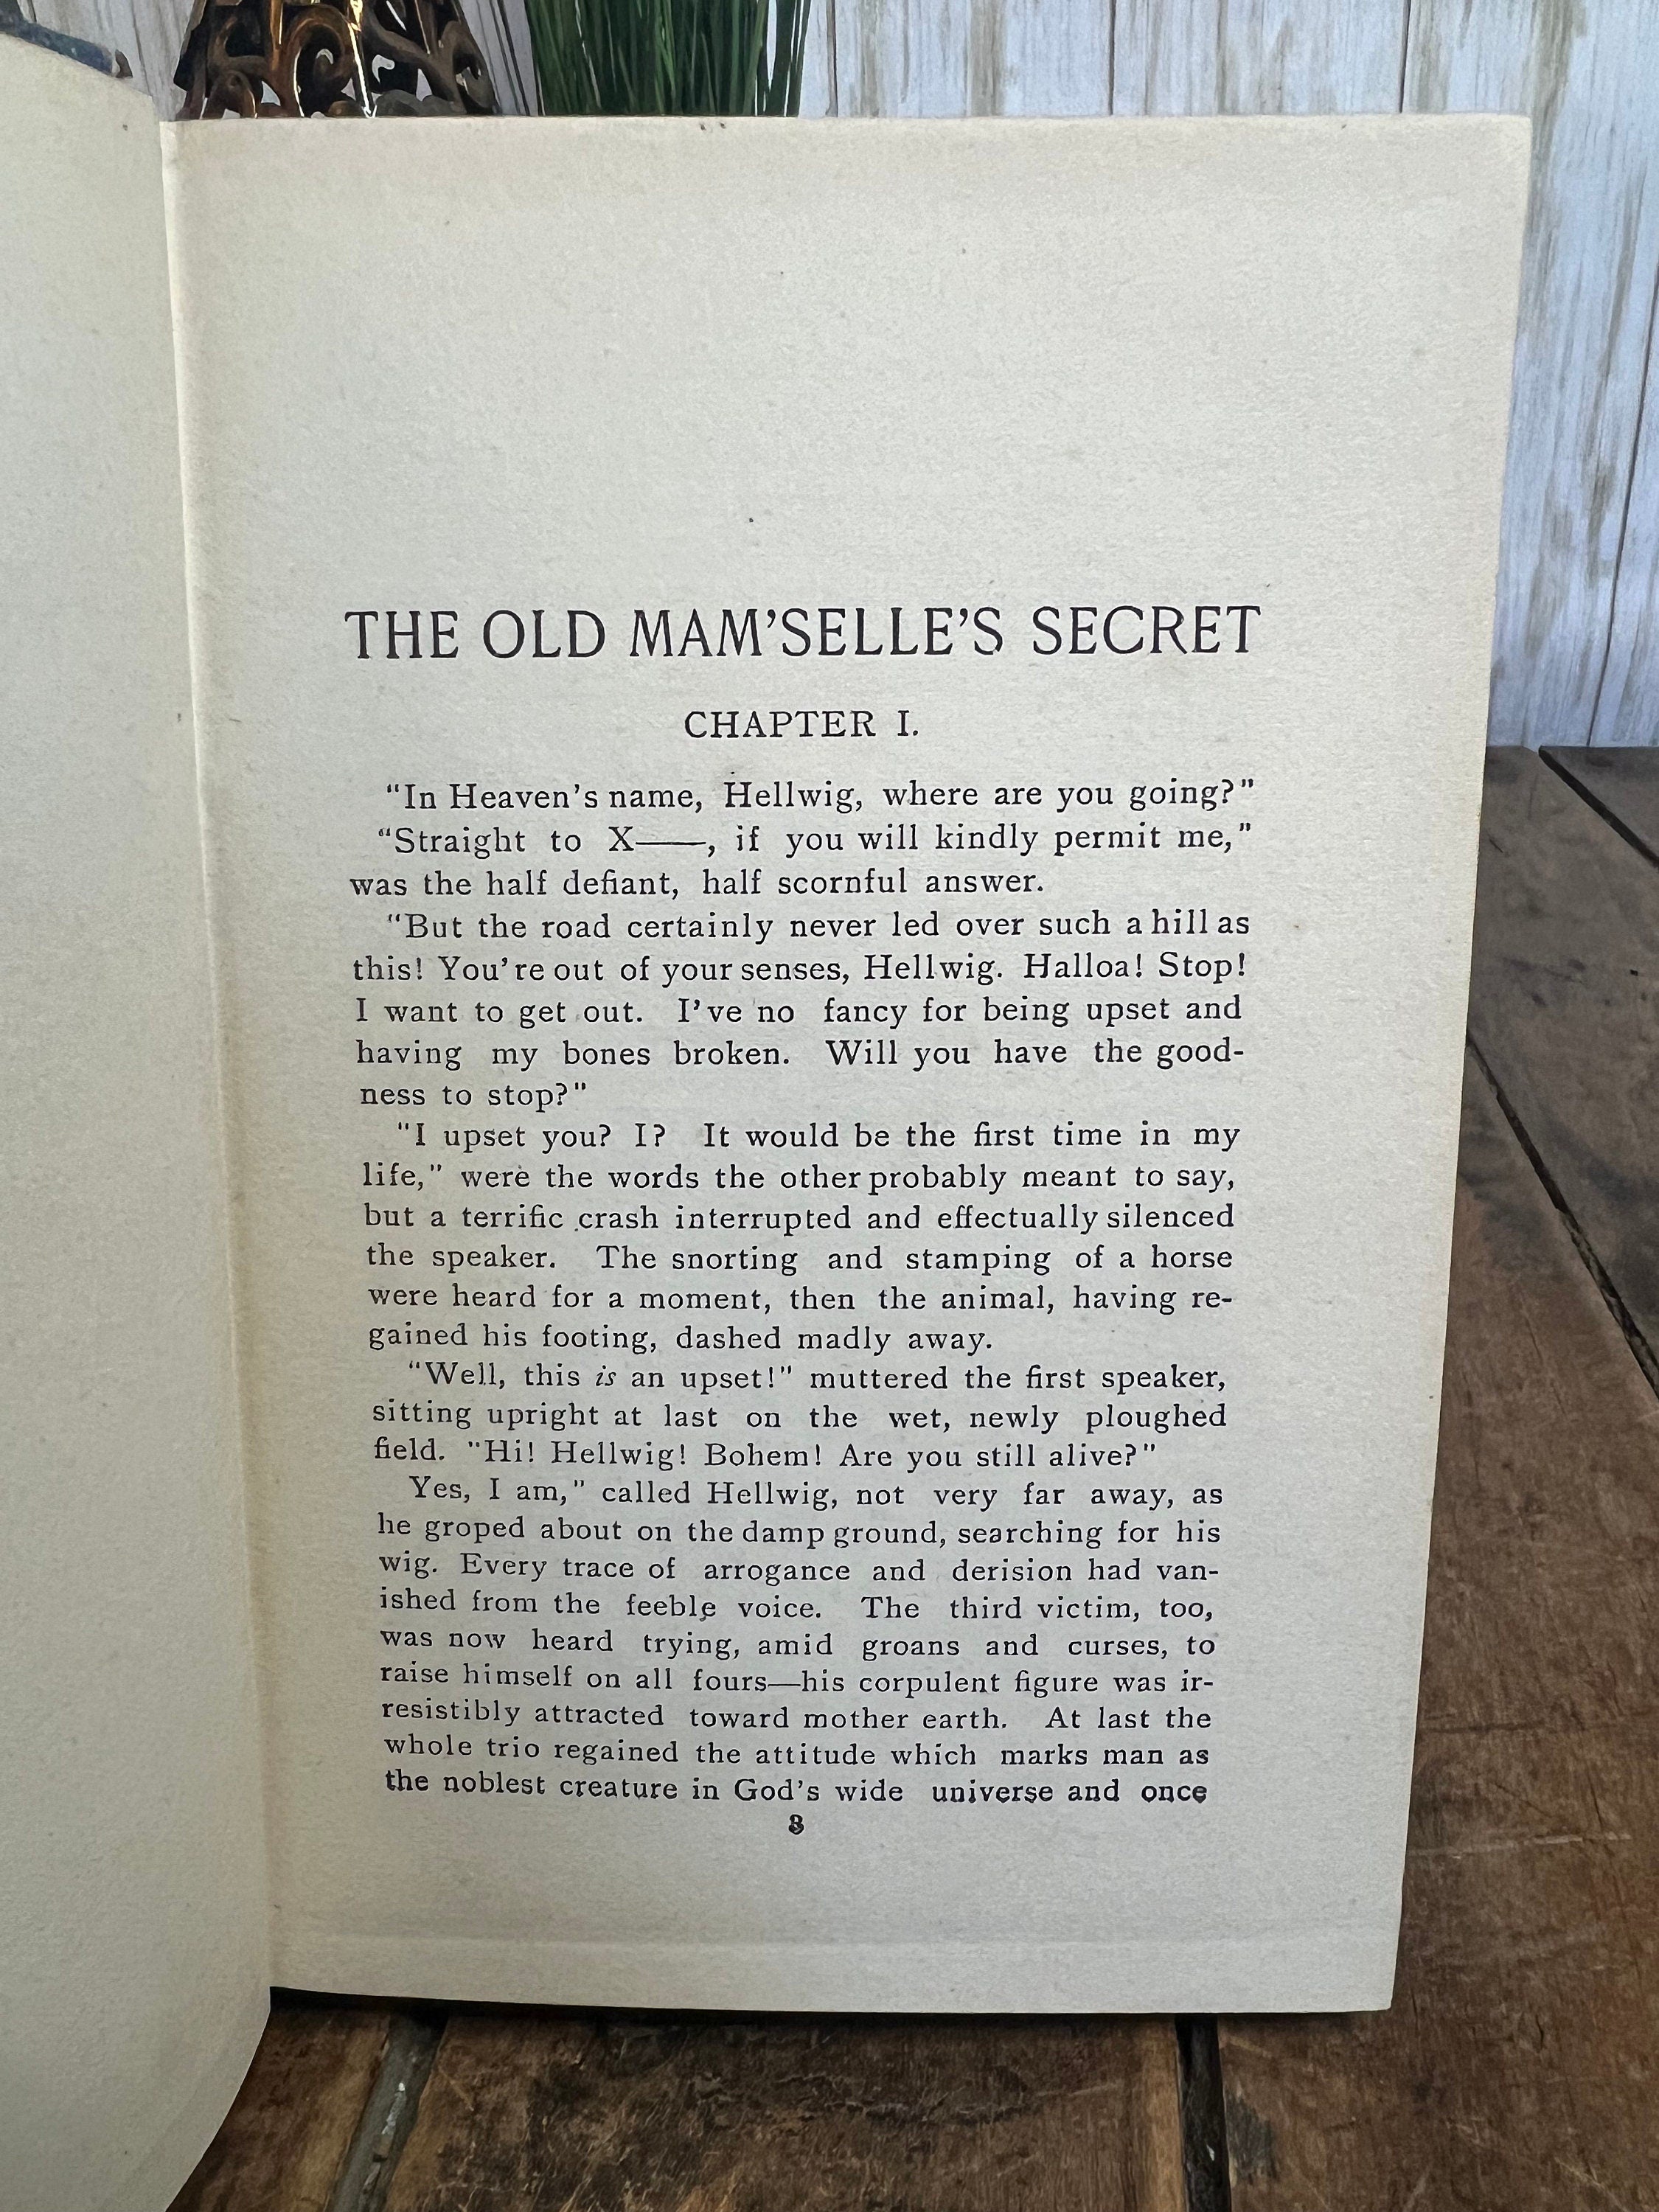 THE OLD MAM'SELLE'S SECRET
CHAPTER I.
"In Heaven's name, Hellwig, where are you going?"
"Straight to X——, if you will kindly permit me,"
was the half defiant, half scornful answer.
"But the road certainly never led over such a hill as
this! You're out of your senses, Hellwig. Halloa! Stop!
I want to get out. I've no fancy for being upset and
having my bones broken. Will you have the good-
ness to stop?"
"I upset you? I? It would be the first time in my
life," were the words the other probably meant to say,
but a terrific crash interrupted and effectually silenced
the speaker. The snorting and stamping of a horse
were heard for a moment, then the animal, having re-
gained his footing, dashed madly away.
"Well, this is an upset!" muttered the first speaker,
sitting upright at last on the wet, newly ploughed
field. "Hi! Hellwig! Bohem! Are you still alive?"
Yes, I am," called Hellwig, not very far away, as
he groped about on the damp ground, searching for his
wig. Every trace of arrogance and derision had van-
ished from the feeble voice. The third victim, too,
was now heard trying, amid groans and curses, to
raise himself on all fours—his corpulent figure was ir-
resistibly attracted toward mother earth. At last the
whole trio regained the attitude which marks man as
the noblest creature in God's wide universe and once
3